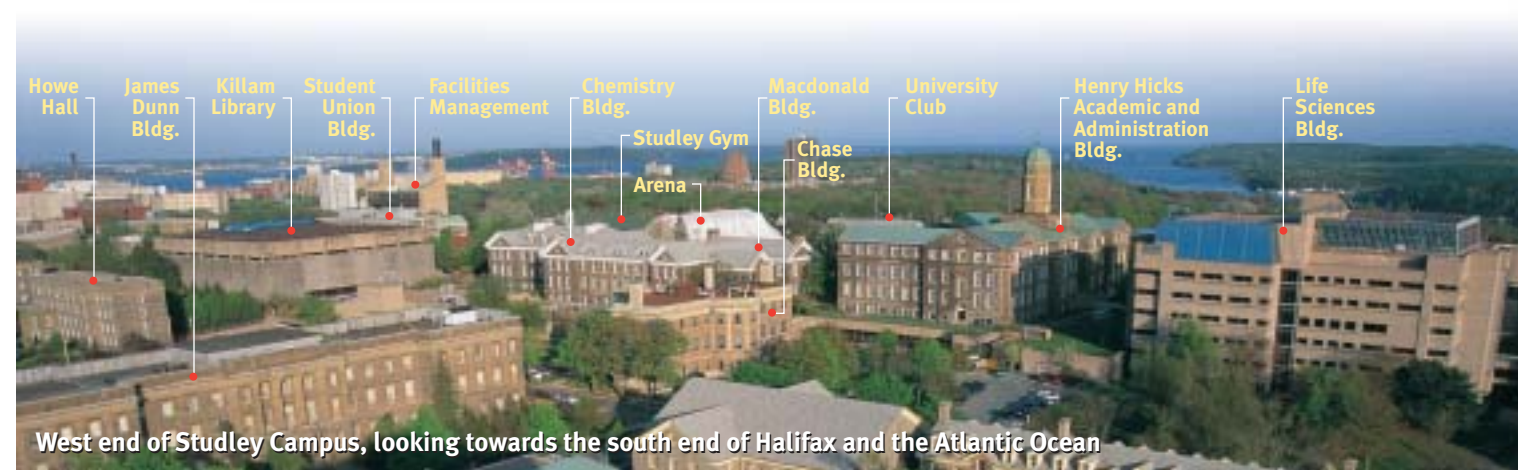 Howe
Hall
James
Dunn
Bldg.
Killam
Library
Student
Union
Bldg.
Facilities
Management
Chemistry
Bldg.
Studley Gym
Arena
Macdonald
Bldg.
Chase
Bldg.
University
Club
Henry Hicks
Academic and
Administration
Bldg.
Life
Sciences
Bldg.
West end of Studley Campus, looking towards the south end of Halifax and the Atlantic Ocean